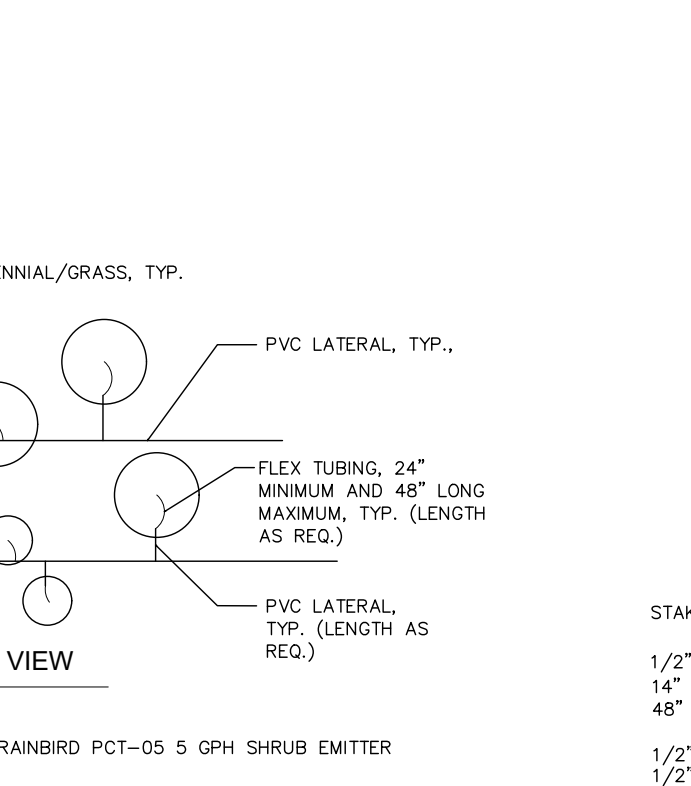 ENNIAL/GRASS, TYP.
PVC LATERAL, TYP.,
FLEX TUBING, 24"
MINIMUM AND 48" LONG
MAXIMUM, TYP. (LENGTH
AS REQ.)
PVC LATERAL,
TYP. (LENGTH AS
REQ.)
VIEW
RAINBIRD PCT-05 5 GPH SHRUB EMITTER
STAK
1/2"
14"
48"
1/2"
1/2"